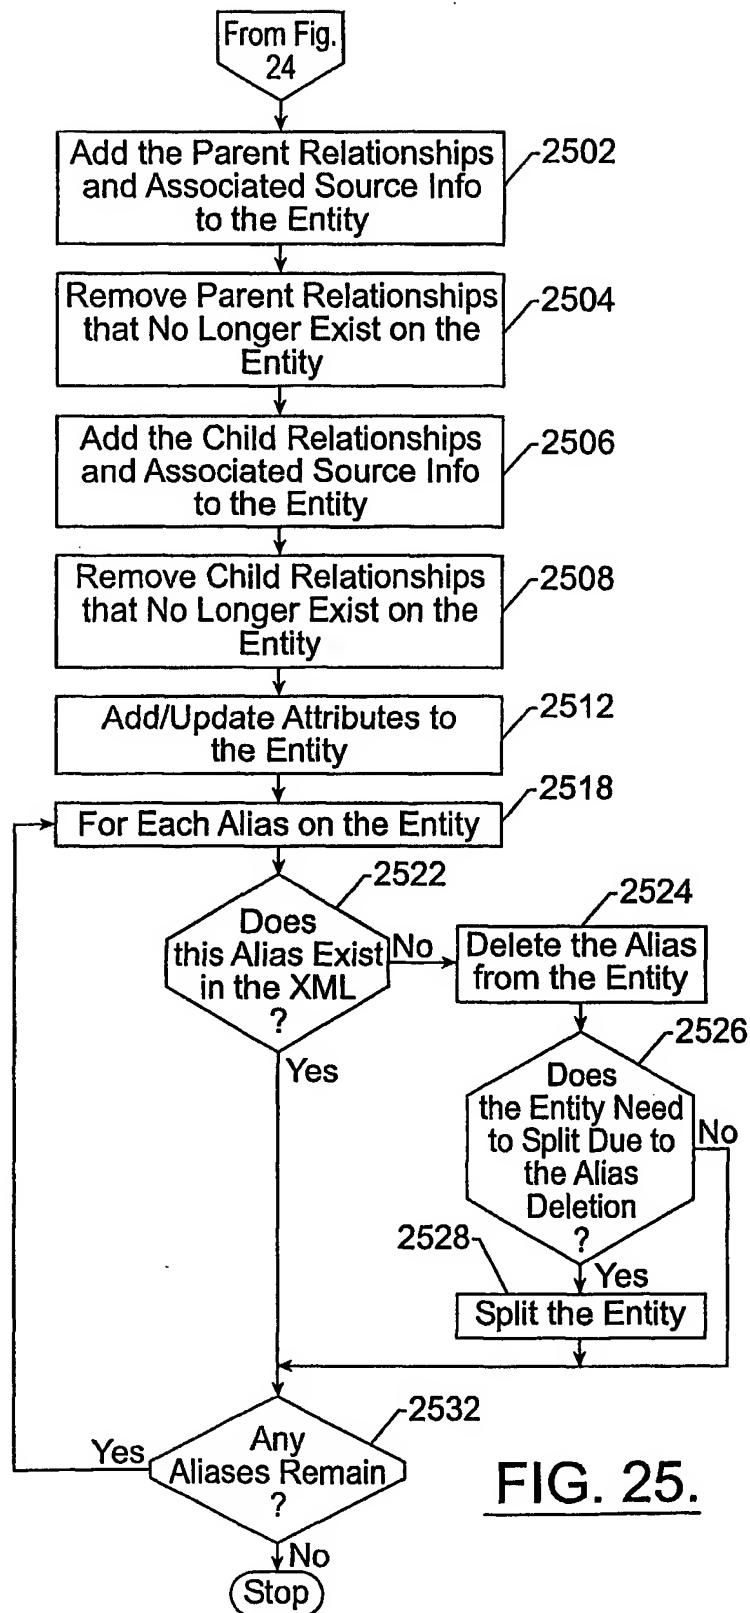 From Fig.
24
Add the Parent Relationships
and Associated Source Info
to the Entity
2502
Remove Parent Relationships
that No Longer Exist on the
Entity
2504
Add the Child Relationships
and Associated Source Info
to the Entity
2506
Remove Child Relationships
that No Longer Exist on the
Entity
2508
Add/Update Attributes to
the Entity
2512
For Each Alias on the Entity
2518
Does
this Alias Exist
in the XML
?
2522
No
Yes
Delete the Alias
from the Entity
2524
Does
the Entity Need
to Split Due to
the Alias
Deletion
?
2526
No
Yes
2528
Split the Entity
Any
Aliases Remain
?
2532
Yes
No
Stop
FIG. 25.